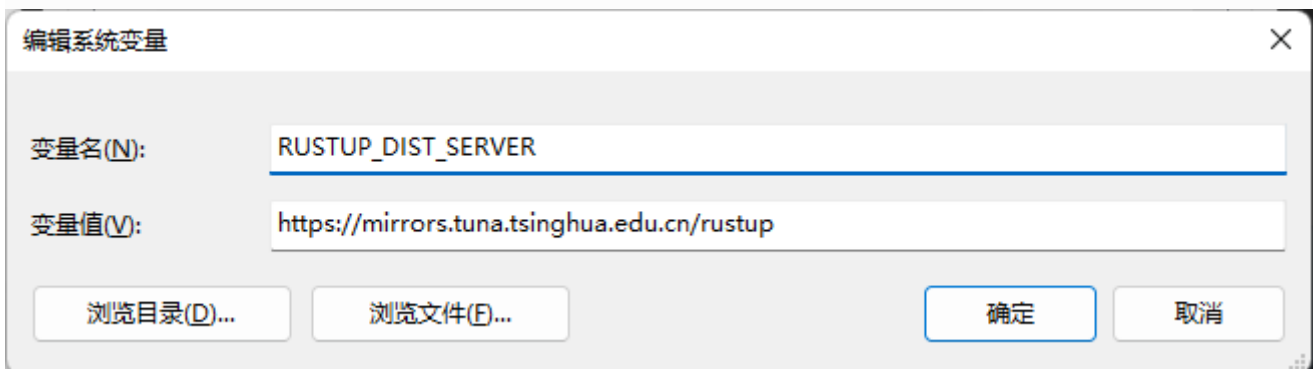 编辑系统变量
变量名(N): RUSTUP_DIST_SERVER
变量值(V): https://mirrors.tuna.tsinghua.edu.cn/rustup
浏览目录(D)... 浏览文件(F)... 确定 取消